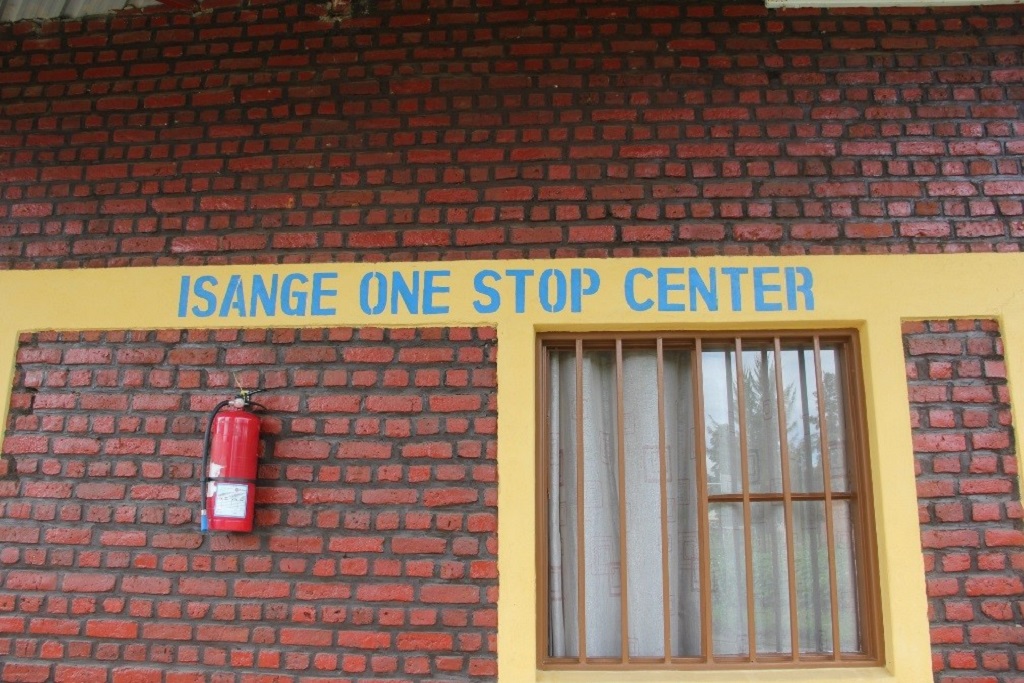 ISANGE ONE STOP CENTER